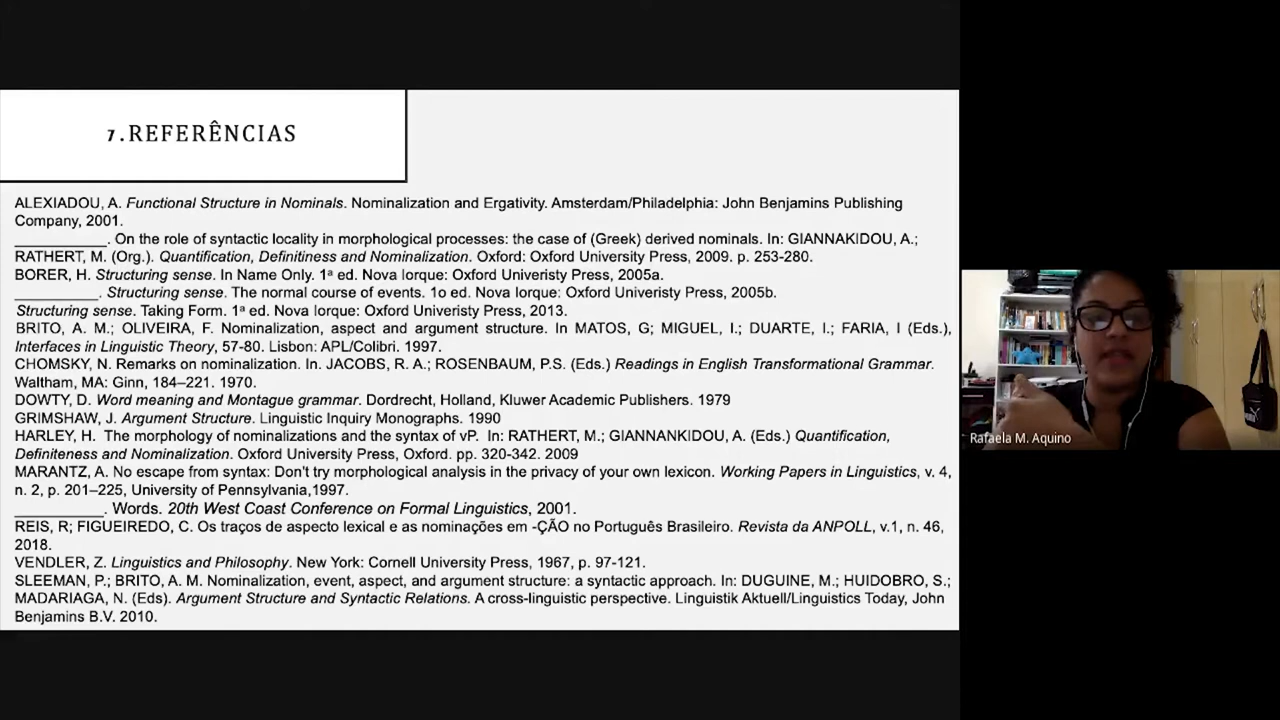 7.REFERÊNCIAS
ALEXIADOU, A. Functional Structure in Nominals. Nominalization and Ergativity. Amsterdam/Philadelphia: John Benjamins Publishing
Company, 2001.
___________. On the role of syntactic locality in morphological processes: the case of (Greek) derived nominals. In: GIANNAKIDOU, A.;
RATHERT, M. (Org.). Quantification, Definitiness and Nominalization. Oxford: Oxford University Press, 2009. p. 253-280.
BORER, H. Structuring sense. In Name Only. 1ª ed. Nova Iorque: Oxford Univeristy Press, 2005a.
__________. Structuring sense. The normal course of events. 1o ed. Nova Iorque: Oxford Univeristy Press, 2005b.
Structuring sense. Taking Form. 1ª ed. Nova Iorque: Oxford Univeristy Press, 2013.
BRITO, A. M.; OLIVEIRA, F. Nominalization, aspect and argument structure. In MATOS, G; MIGUEL, I.; DUARTE, I.; FARIA, I (Eds.),
Interfaces in Linguistic Theory, 57-80. Lisbon: APL/Colibri. 1997.
CHOMSKY, N. Remarks on nominalization. In. JACOBS, R. A.; ROSENBAUM, P.S. (Eds.) Readings in English Transformational Grammar.
Waltham, MA: Ginn, 184–221. 1970.
DOWTY, D. Word meaning and Montague grammar. Dordrecht, Holland, Kluwer Academic Publishers. 1979
GRIMSHAW, J. Argument Structure. Linguistic Inquiry Monographs. 1990
HARLEY, H. The morphology of nominalizations and the syntax of vP. In: RATHERT, M.; GIANNANKIDOU, A. (Eds.) Quantification,
Definiteness and Nominalization. Oxford University Press, Oxford. pp. 320-342. 2009
MARANTZ, A. No escape from syntax: Don't try morphological analysis in the privacy of your own lexicon. Working Papers in Linguistics, v. 4,
n. 2, p. 201–225, University of Pennsylvania,1997.
___________. Words. 20th West Coast Conference on Formal Linguistics, 2001.
REIS, R; FIGUEIREDO, C. Os traços de aspecto lexical e as nominações em -ÇÃO no Português Brasileiro. Revista da ANPOLL, v.1, n. 46,
2018.
VENDLER, Z. Linguistics and Philosophy. New York: Cornell University Press, 1967, p. 97-121.
SLEEMAN, P.; BRITO, A. M. Nominalization, event, aspect, and argument structure: a syntactic approach. In: DUGUINE, M.; HUIDOBRO, S.;
MADARIAGA, N. (Eds). Argument Structure and Syntactic Relations. A cross-linguistic perspective. Linguistik Aktuell/Linguistics Today, John
Benjamins B.V. 2010.
Rafaela M. Aquino
PUMA